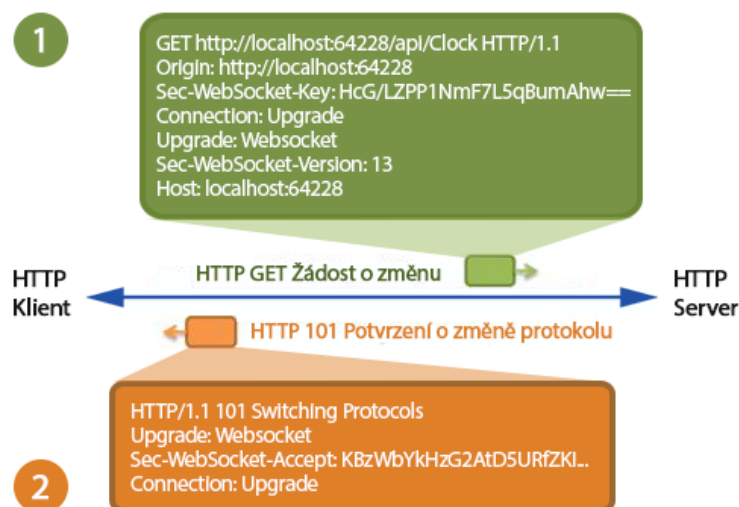 1
GET http://localhost:64228/api/Clock HTTP/1.1
Origin: http://localhost:64228
Sec-WebSocket-Key: HcG/LZPP1NmF7L5qBumAhw==
Connection: Upgrade
Upgrade: Websocket
Sec-WebSocket-Version: 13
Host: localhost:64228
HTTP GET Žádost o změnu
HTTP
Klient
HTTP
Server
HTTP 101 Potvrzení o změně protokolu
HTTP/1.1 101 Switching Protocols
Upgrade: Websocket
Sec-WebSocket-Accept: KBzWbYkHzG2AtD5URfZKl...
Connection: Upgrade
2